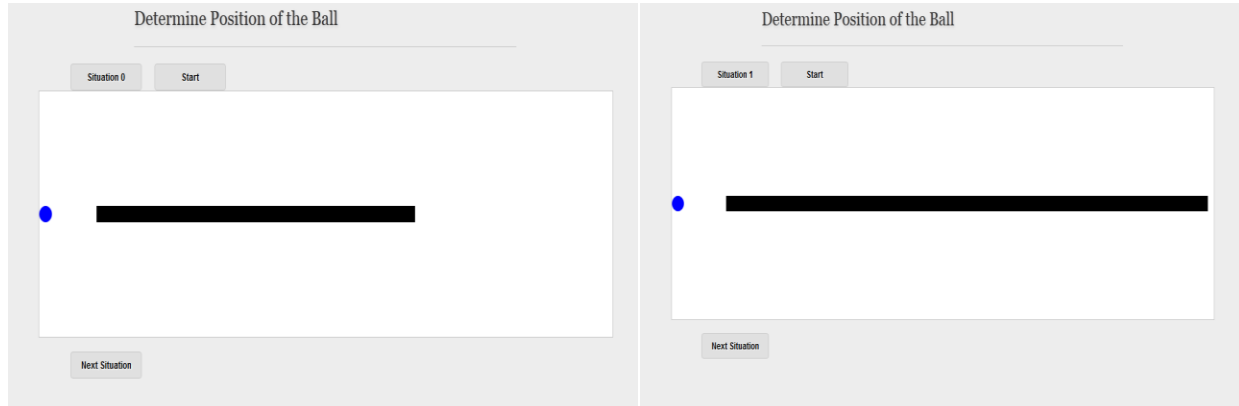 Determine Position of the Ball
Situation 0
Start
Next Situation
Determine Position of the Ball
Situation 1
Start
Next Situation